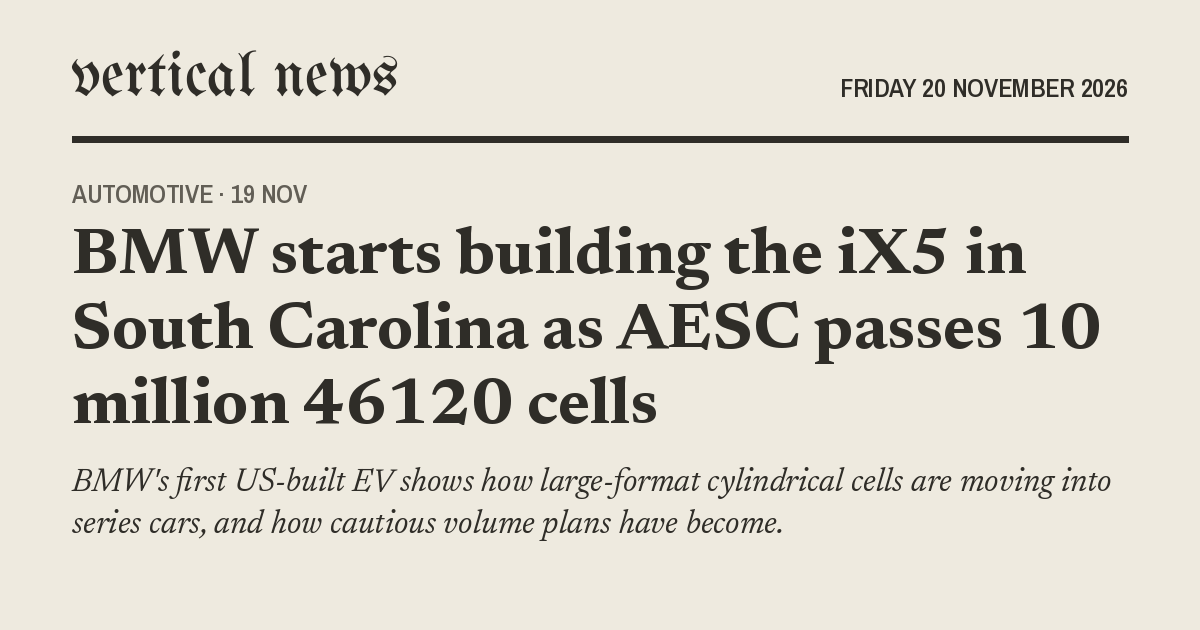 vertical news
FRIDAY 20 NOVEMBER 2026
AUTOMOTIVE · 19 NOV
BMW starts building the iX5 in
South Carolina as AESC passes 10
million 46120 cells
BMW's first US-built EV shows how large-format cylindrical cells are moving into
series cars, and how cautious volume plans have become.